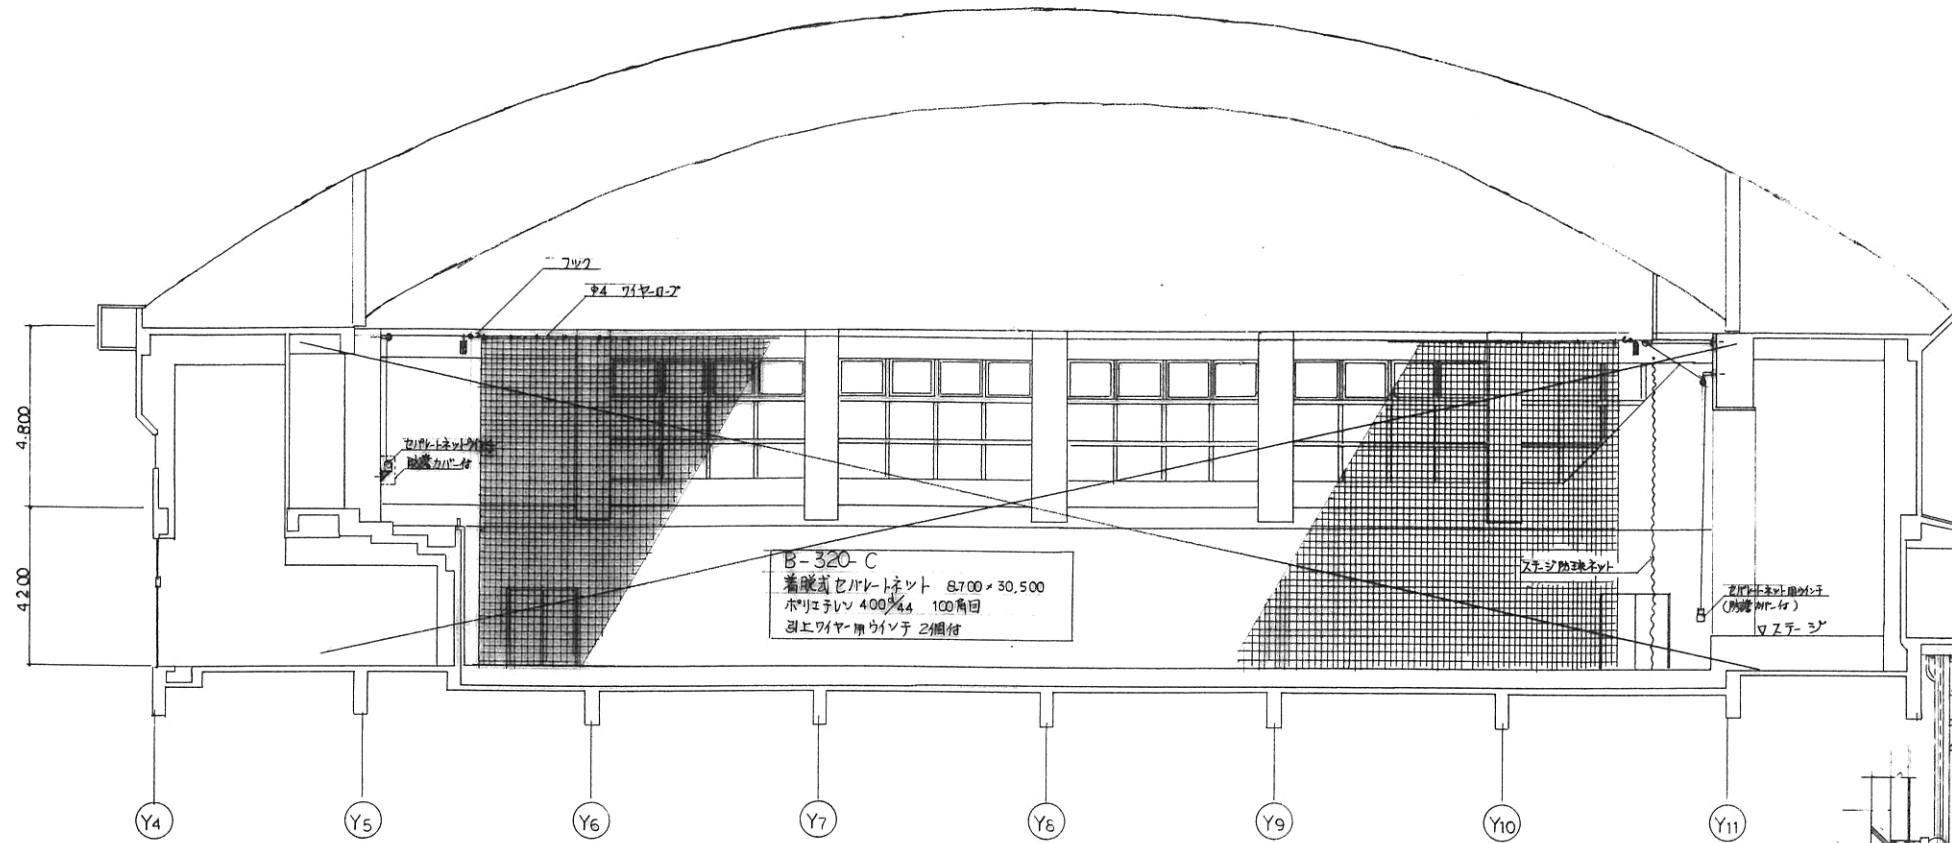 フック
φ4 ワイヤーロープ
4.800
セパレートネットウインチ
防護カバー付
4.200
B-320-C
着脱式セパレートネット 8.700×30.500
ポリエチレン 400d/44 100角目
引上ワイヤー用ウインチ 2個付
ステージ防球ネット
セパレートネット用ウインチ
(防護カバー付)
▽ステージ
Y4
Y5
Y6
Y7
Y8
Y9
Y10
Y11